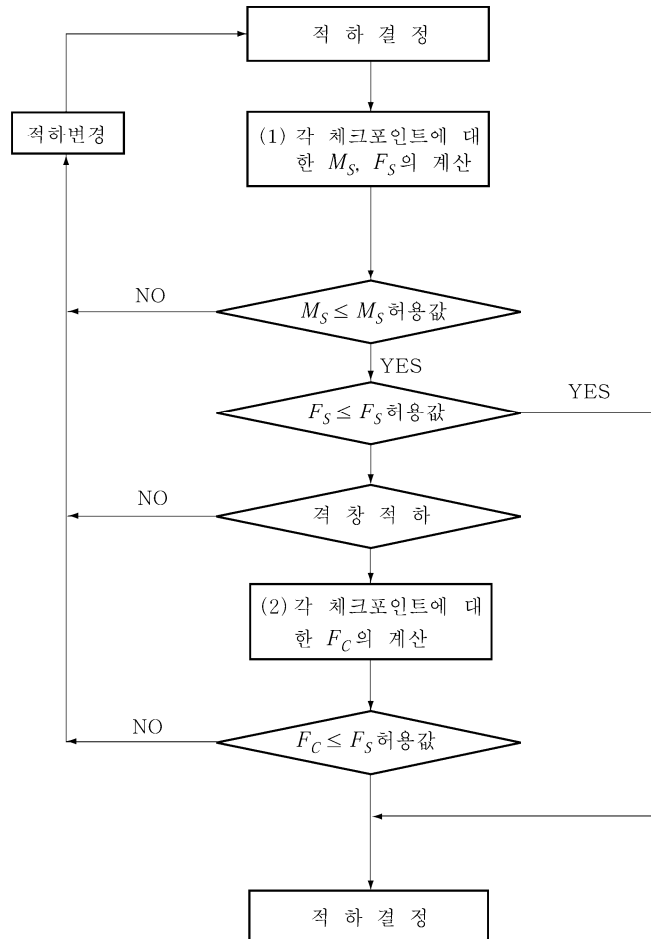 적 하 결 정
적하변경
(1) 각 체크포인트에 대
한 M_S, F_S의 계산
NO
M_S ≤ M_S허용값
YES
F_S ≤ F_S허용값
YES
NO
격 창 적 하
(2) 각 체크포인트에 대
한 F_C의 계산
NO
F_C ≤ F_S허용값
적 하 결 정